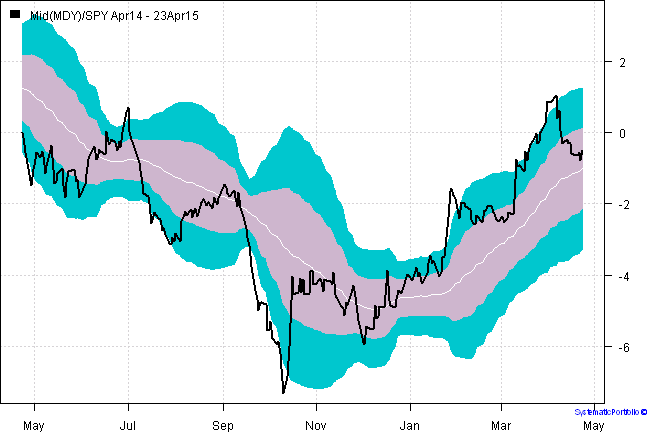 Mid(MDY)/SPY Apr14 - 23Apr15
2
0
-2
-4
-6
SystematicPortfolio ©
May Jul Sep Nov Jan Mar May